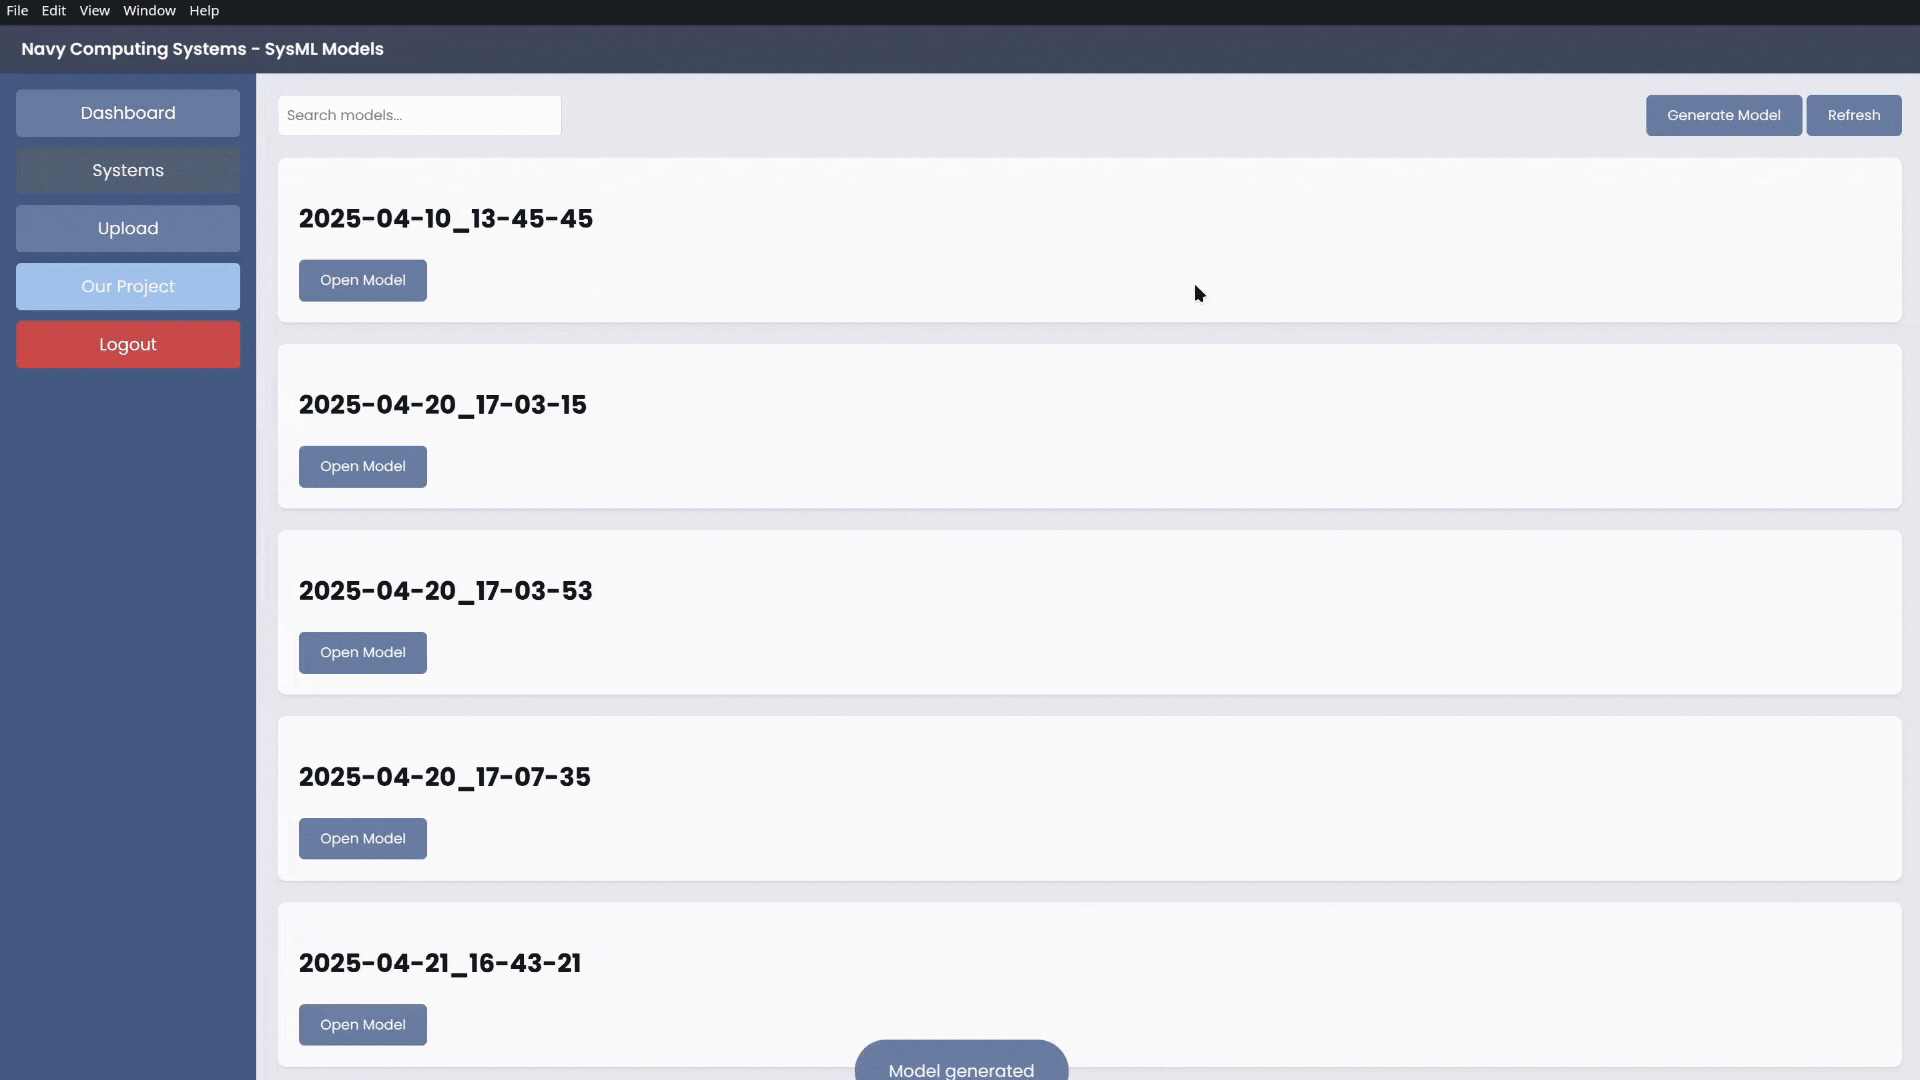 File Edit View Window Help
Navy Computing Systems - SysML Models
Dashboard
Systems
Upload
Our Project
Logout
Search models...
Generate Model
Refresh
2025-04-10_13-45-45
Open Model
2025-04-20_17-03-15
Open Model
2025-04-20_17-03-53
Open Model
2025-04-20_17-07-35
Open Model
2025-04-21_16-43-21
Open Model
Model generated